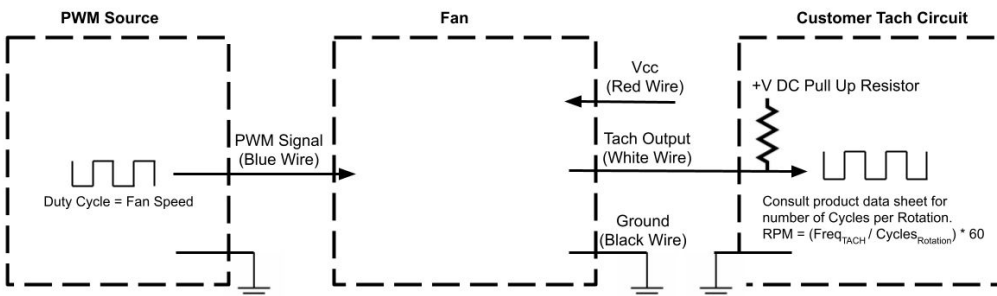 PWM Source
Fan
Customer Tach Circuit
Vcc
(Red Wire)
+V DC Pull Up Resistor
PWM Signal
(Blue Wire)
Tach Output
(White Wire)
Duty Cycle = Fan Speed
Consult product data sheet for
number of Cycles per Rotation.
RPM = (Freq_TACH / Cycles_Rotation) * 60
Ground
(Black Wire)